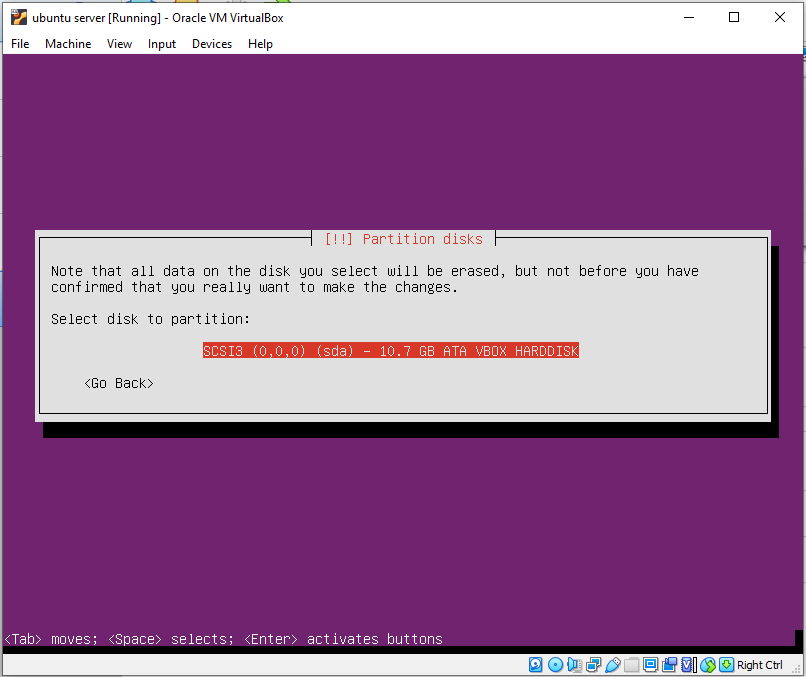 ubuntu server [Running] - Oracle VM VirtualBox
File Machine View Input Devices Help
[!!] Partition disks
Note that all data on the disk you select will be erased, but not before you have
confirmed that you really want to make the changes.
Select disk to partition:
SCSI3 (0,0,0) (sda) - 10.7 GB ATA VBOX HARDDISK
<Go Back>
<Tab> moves; <Space> selects; <Enter> activates buttons
Right Ctrl